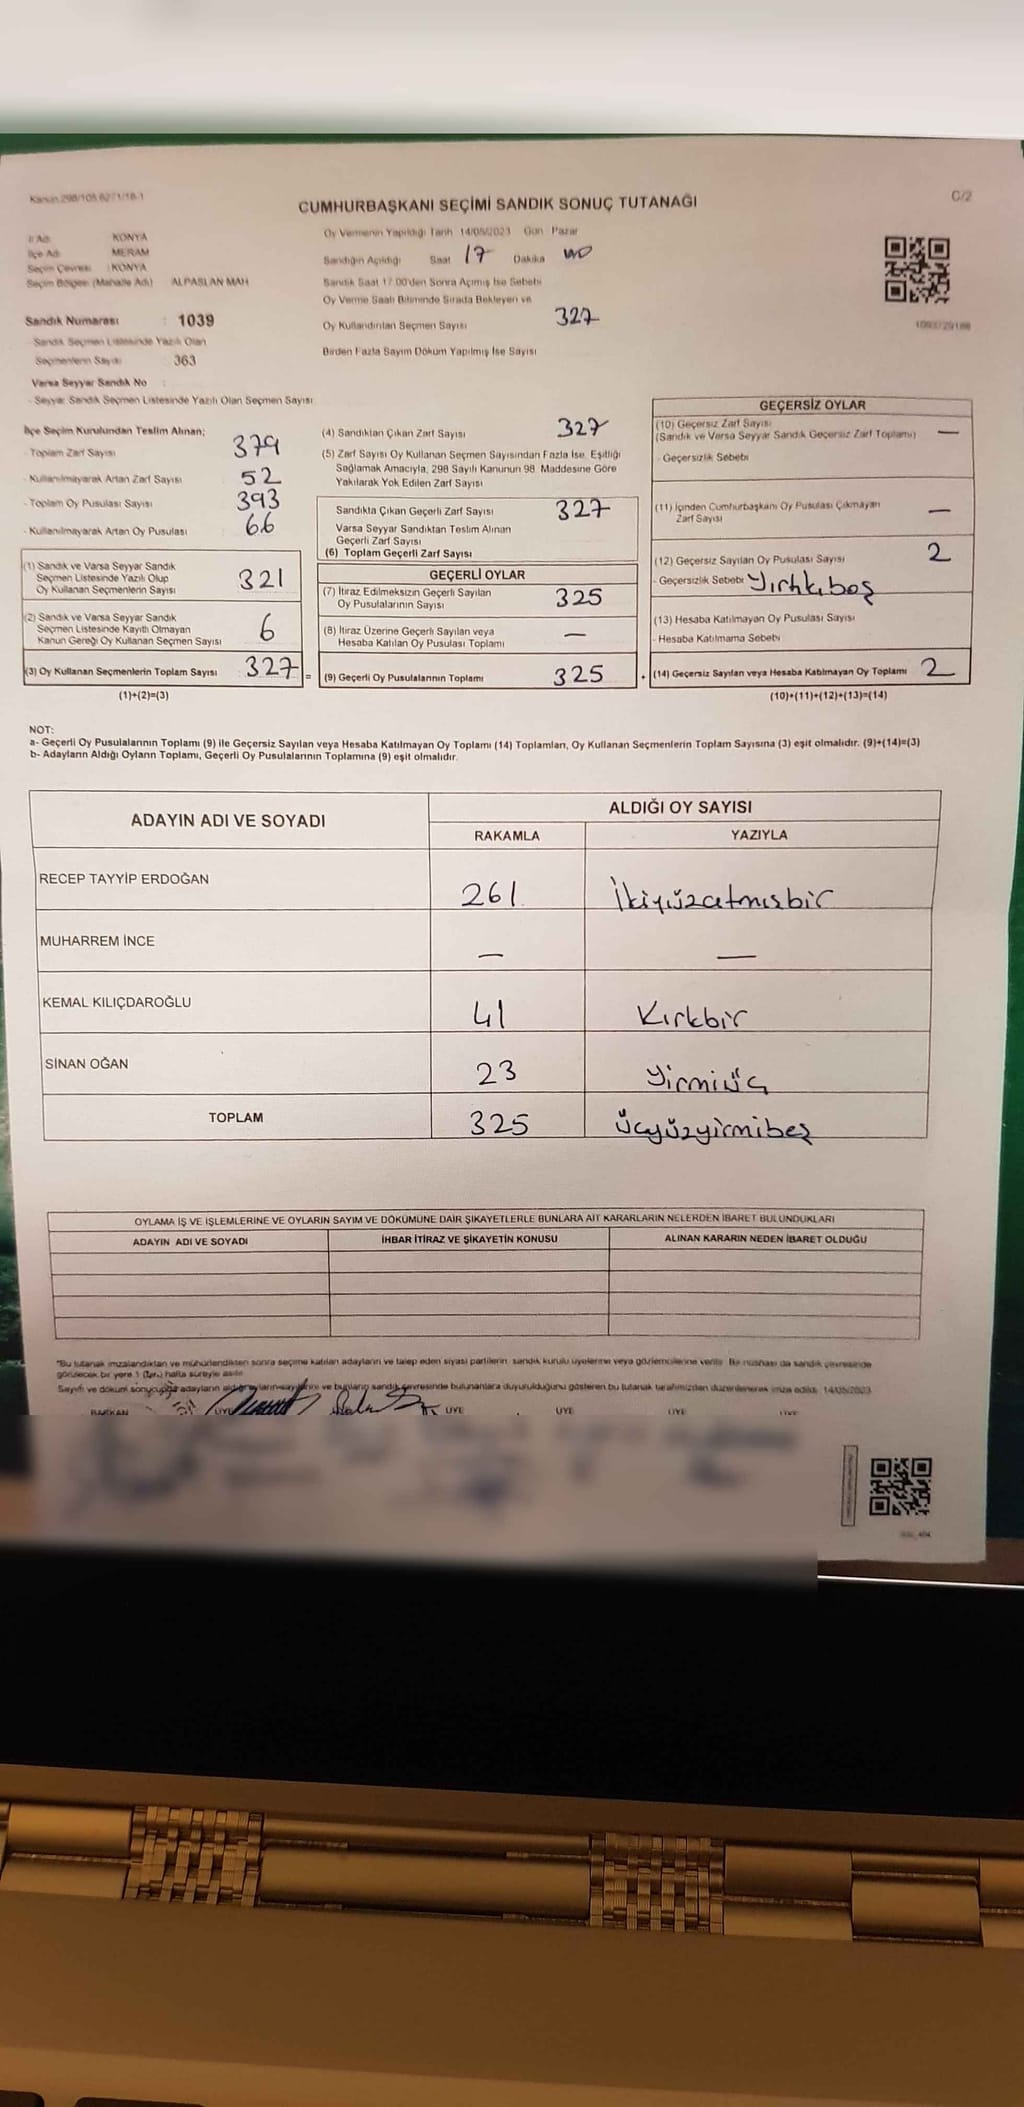 Kanun 298/105 6271/18-1
C/2
CUMHURBAŞKANI SEÇİMİ SANDIK SONUÇ TUTANAĞI
İl Adı : KONYA
İlçe Adı : MERAM
Seçim Çevresi : KONYA
Seçim Bölgesi (Mahalle Adı) ALPASLAN MAH
Sandık Numarası : 1039
- Sandık Seçmen Listesinde Yazılı Olan
Seçmenlerin Sayısı : 363
Varsa Seyyar Sandık No :
- Seyyar Sandık Seçmen Listesinde Yazılı Olan Seçmen Sayısı
Oy Vermenin Yapıldığı Tarih 14/05/2023 Gün Pazar
Sandığın Açıldığı Saat 17 Dakika
Sandık Saat 17:00'den Sonra Açmış İse Sebebi
Oy Verme Saati Bitiminde Sırada Bekleyen ve
Oy Kullandırılan Seçmen Sayısı 327
Birden Fazla Sayım Döküm Yapılmış İse Sayısı
İlçe Seçim Kurulundan Teslim Alınan;
- Toplam Zarf Sayısı 379
- Kullanılmayarak Artan Zarf Sayısı 52
- Toplam Oy Pusulası Sayısı 393
- Kullanılmayarak Artan Oy Pusulası 66
(1) Sandık ve Varsa Seyyar Sandık
Seçmen Listesinde Yazılı Olup
Oy Kullanan Seçmenlerin Sayısı 321
(2) Sandık ve Varsa Seyyar Sandık
Seçmen Listesinde Kayıtlı Olmayan
Kanun Gereği Oy Kullanan Seçmen Sayısı 6
(3) Oy Kullanan Seçmenlerin Toplam Sayısı 327 =
(1)+(2)=(3)
(4) Sandıktan Çıkan Zarf Sayısı 327
(5) Zarf Sayısı Oy Kullanan Seçmen Sayısından Fazla İse, Eşitliği
Sağlamak Amacıyla, 298 Sayılı Kanunun 98. Maddesine Göre
Yakılarak Yok Edilen Zarf Sayısı
Sandıkta Çıkan Geçerli Zarf Sayısı 327
Varsa Seyyar Sandıktan Teslim Alınan
Geçerli Zarf Sayısı
(6) Toplam Geçerli Zarf Sayısı
GEÇERLİ OYLAR
(7) İtiraz Edilmeksizin Geçerli Sayılan
Oy Pusulalarının Sayısı 325
(8) İtiraz Üzerine Geçerli Sayılan veya
Hesaba Katılan Oy Pusulası Toplamı —
(9) Geçerli Oy Pusulalarının Toplamı 325 +
GEÇERSİZ OYLAR
(10) Geçersiz Zarf Sayısı
(Sandık ve Varsa Seyyar Sandık Geçersiz Zarf Toplamı) —
- Geçersizlik Sebebi
(11) İçinden Cumhurbaşkanı Oy Pusulası Çıkmayan
Zarf Sayısı —
(12) Geçersiz Sayılan Oy Pusulası Sayısı 2
- Geçersizlik Sebebi Yırtık, boş
(13) Hesaba Katılmayan Oy Pusulası Sayısı
- Hesaba Katılmama Sebebi
(14) Geçersiz Sayılan veya Hesaba Katılmayan Oy Toplamı 2
(10)+(11)+(12)+(13)=(14)
NOT:
a- Geçerli Oy Pusulalarının Toplamı (9) ile Geçersiz Sayılan veya Hesaba Katılmayan Oy Toplamı (14) Toplamları, Oy Kullanan Seçmenlerin Toplam Sayısına (3) eşit olmalıdır. (9)+(14)=(3)
b- Adayların Aldığı Oyların Toplamı, Geçerli Oy Pusulalarının Toplamına (9) eşit olmalıdır.
ADAYIN ADI VE SOYADI ALDIĞI OY SAYISI
RAKAMLA YAZIYLA
RECEP TAYYİP ERDOĞAN 261 İkiyüzatmışbir
MUHARREM İNCE — —
KEMAL KILIÇDAROĞLU 41 Kırkbir
SİNAN OĞAN 23 Yirmiüç
TOPLAM 325 Üçyüzyirmibeş
OYLAMA İŞ VE İŞLEMLERİNE VE OYLARIN SAYIM VE DÖKÜMÜNE DAİR ŞİKAYETLERLE BUNLARA AİT KARARLARIN NELERDEN İBARET BULUNDUKLARI
ADAYIN ADI VE SOYADI İHBAR İTİRAZ VE ŞİKAYETİN KONUSU ALINAN KARARIN NEDEN İBARET OLDUĞU
*Bu tutanak imzalandıktan ve mühürlendikten sonra seçime katılan adayların ve talep eden siyasi partilerin sandık kurulu üyelerine veya gözlemcilerine verilir. Bir nüshası da sandık çevresinde
görülecek bir yere 1 (bir) hafta süreyle asılır.
Sayım ve döküm sonucunda adayların aldığı oyların sayılarını ve bunların sandık çevresinde bulunanlara duyurulduğunu gösteren bu tutanak tarafımızdan düzenlenerek imza edildi. 14/05/2023
BAŞKAN ÜYE ÜYE ÜYE ÜYE ÜYE